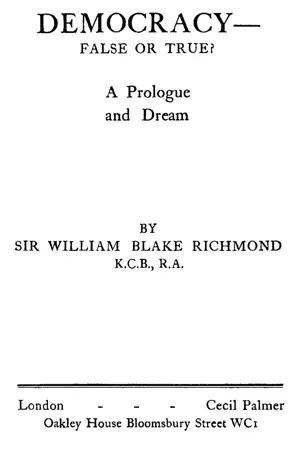 DEMOCRACY—
FALSE OR TRUE?
A Prologue
and Dream
BY
SIR WILLIAM BLAKE RICHMOND
K.C.B., R.A.
London - - - Cecil Palmer
Oakley House Bloomsbury Street WC1